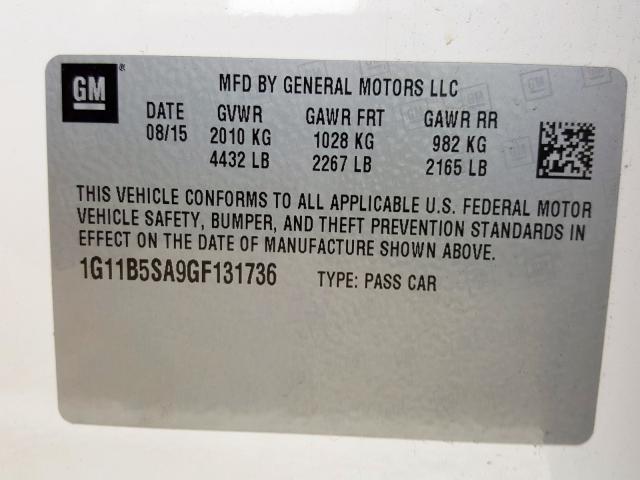 GM ® MFD BY GENERAL MOTORS LLC
DATE GVWR GAWR FRT GAWR RR
08/15 2010 KG 1028 KG 982 KG
4432 LB 2267 LB 2165 LB
THIS VEHICLE CONFORMS TO ALL APPLICABLE U.S. FEDERAL MOTOR
VEHICLE SAFETY, BUMPER, AND THEFT PREVENTION STANDARDS IN
EFFECT ON THE DATE OF MANUFACTURE SHOWN ABOVE.
1G11B5SA9GF131736 TYPE: PASS CAR